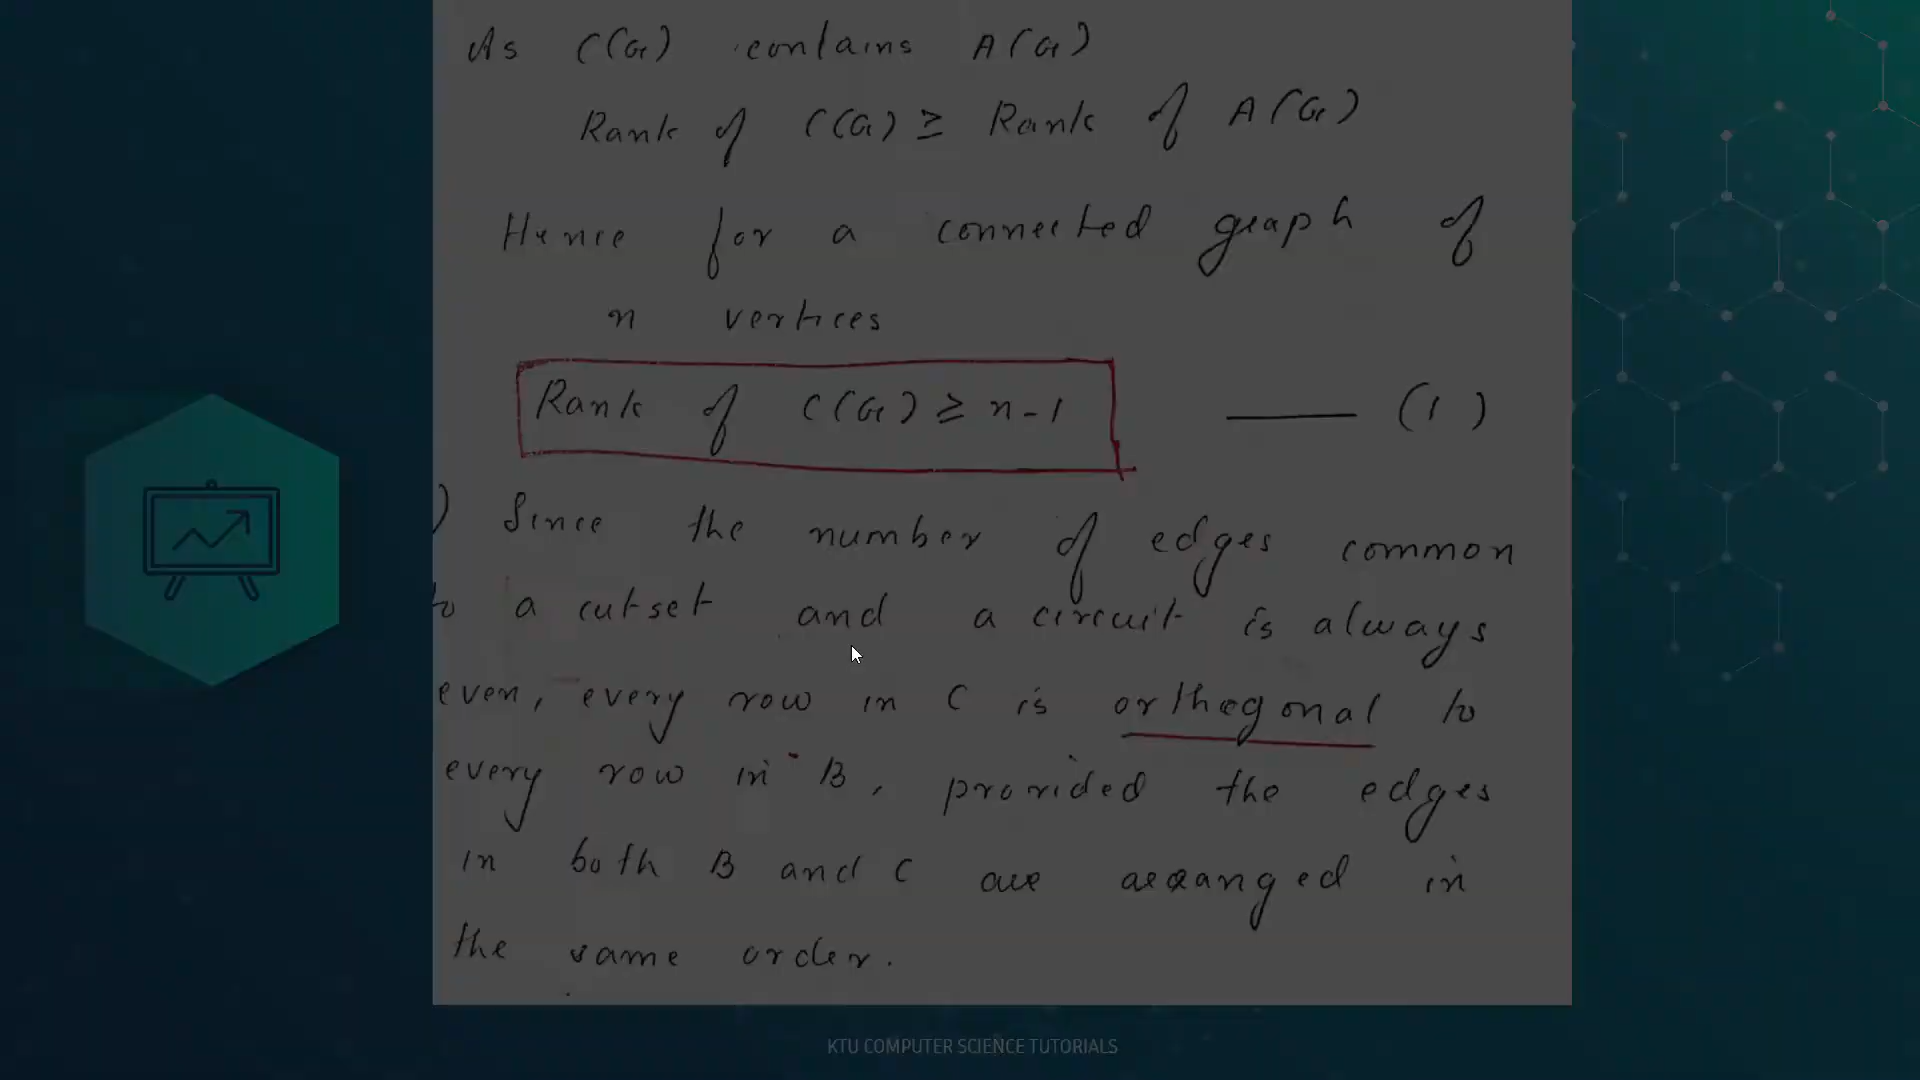 As C(G) contains A(G)
Rank of C(G) ≥ Rank of A(G)
Hence for a connected graph of
n vertices
Rank of C(G) ≥ n-1 —— (1)
) Since the number of edges common
to a cutset and a circuit is always
even, every row in C is orthogonal to
every row in B, provided the edges
in both B and C are arranged in
the same order.
KTU COMPUTER SCIENCE TUTORIALS